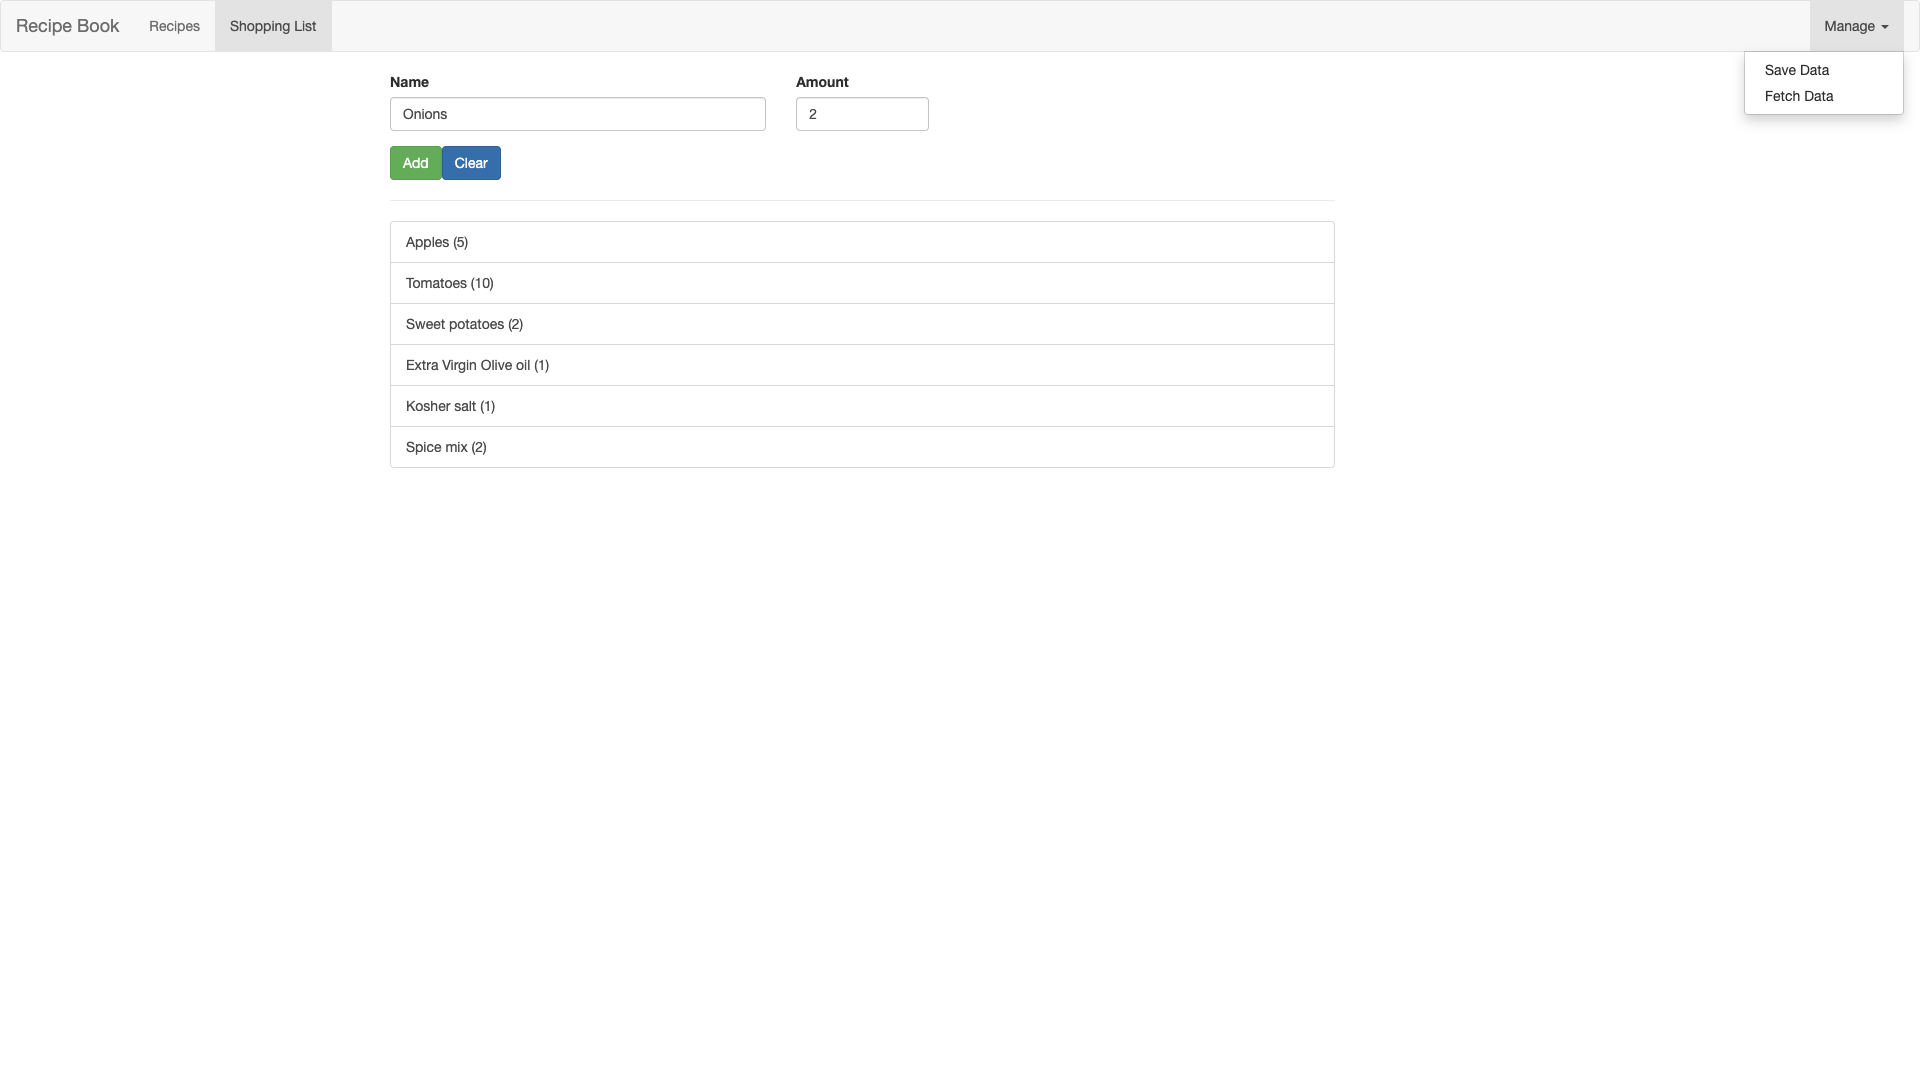 Recipe Book Recipes Shopping List Manage
Save Data
Fetch Data
Name Amount
Onions 2
Add Clear
Apples (5)
Tomatoes (10)
Sweet potatoes (2)
Extra Virgin Olive oil (1)
Kosher salt (1)
Spice mix (2)